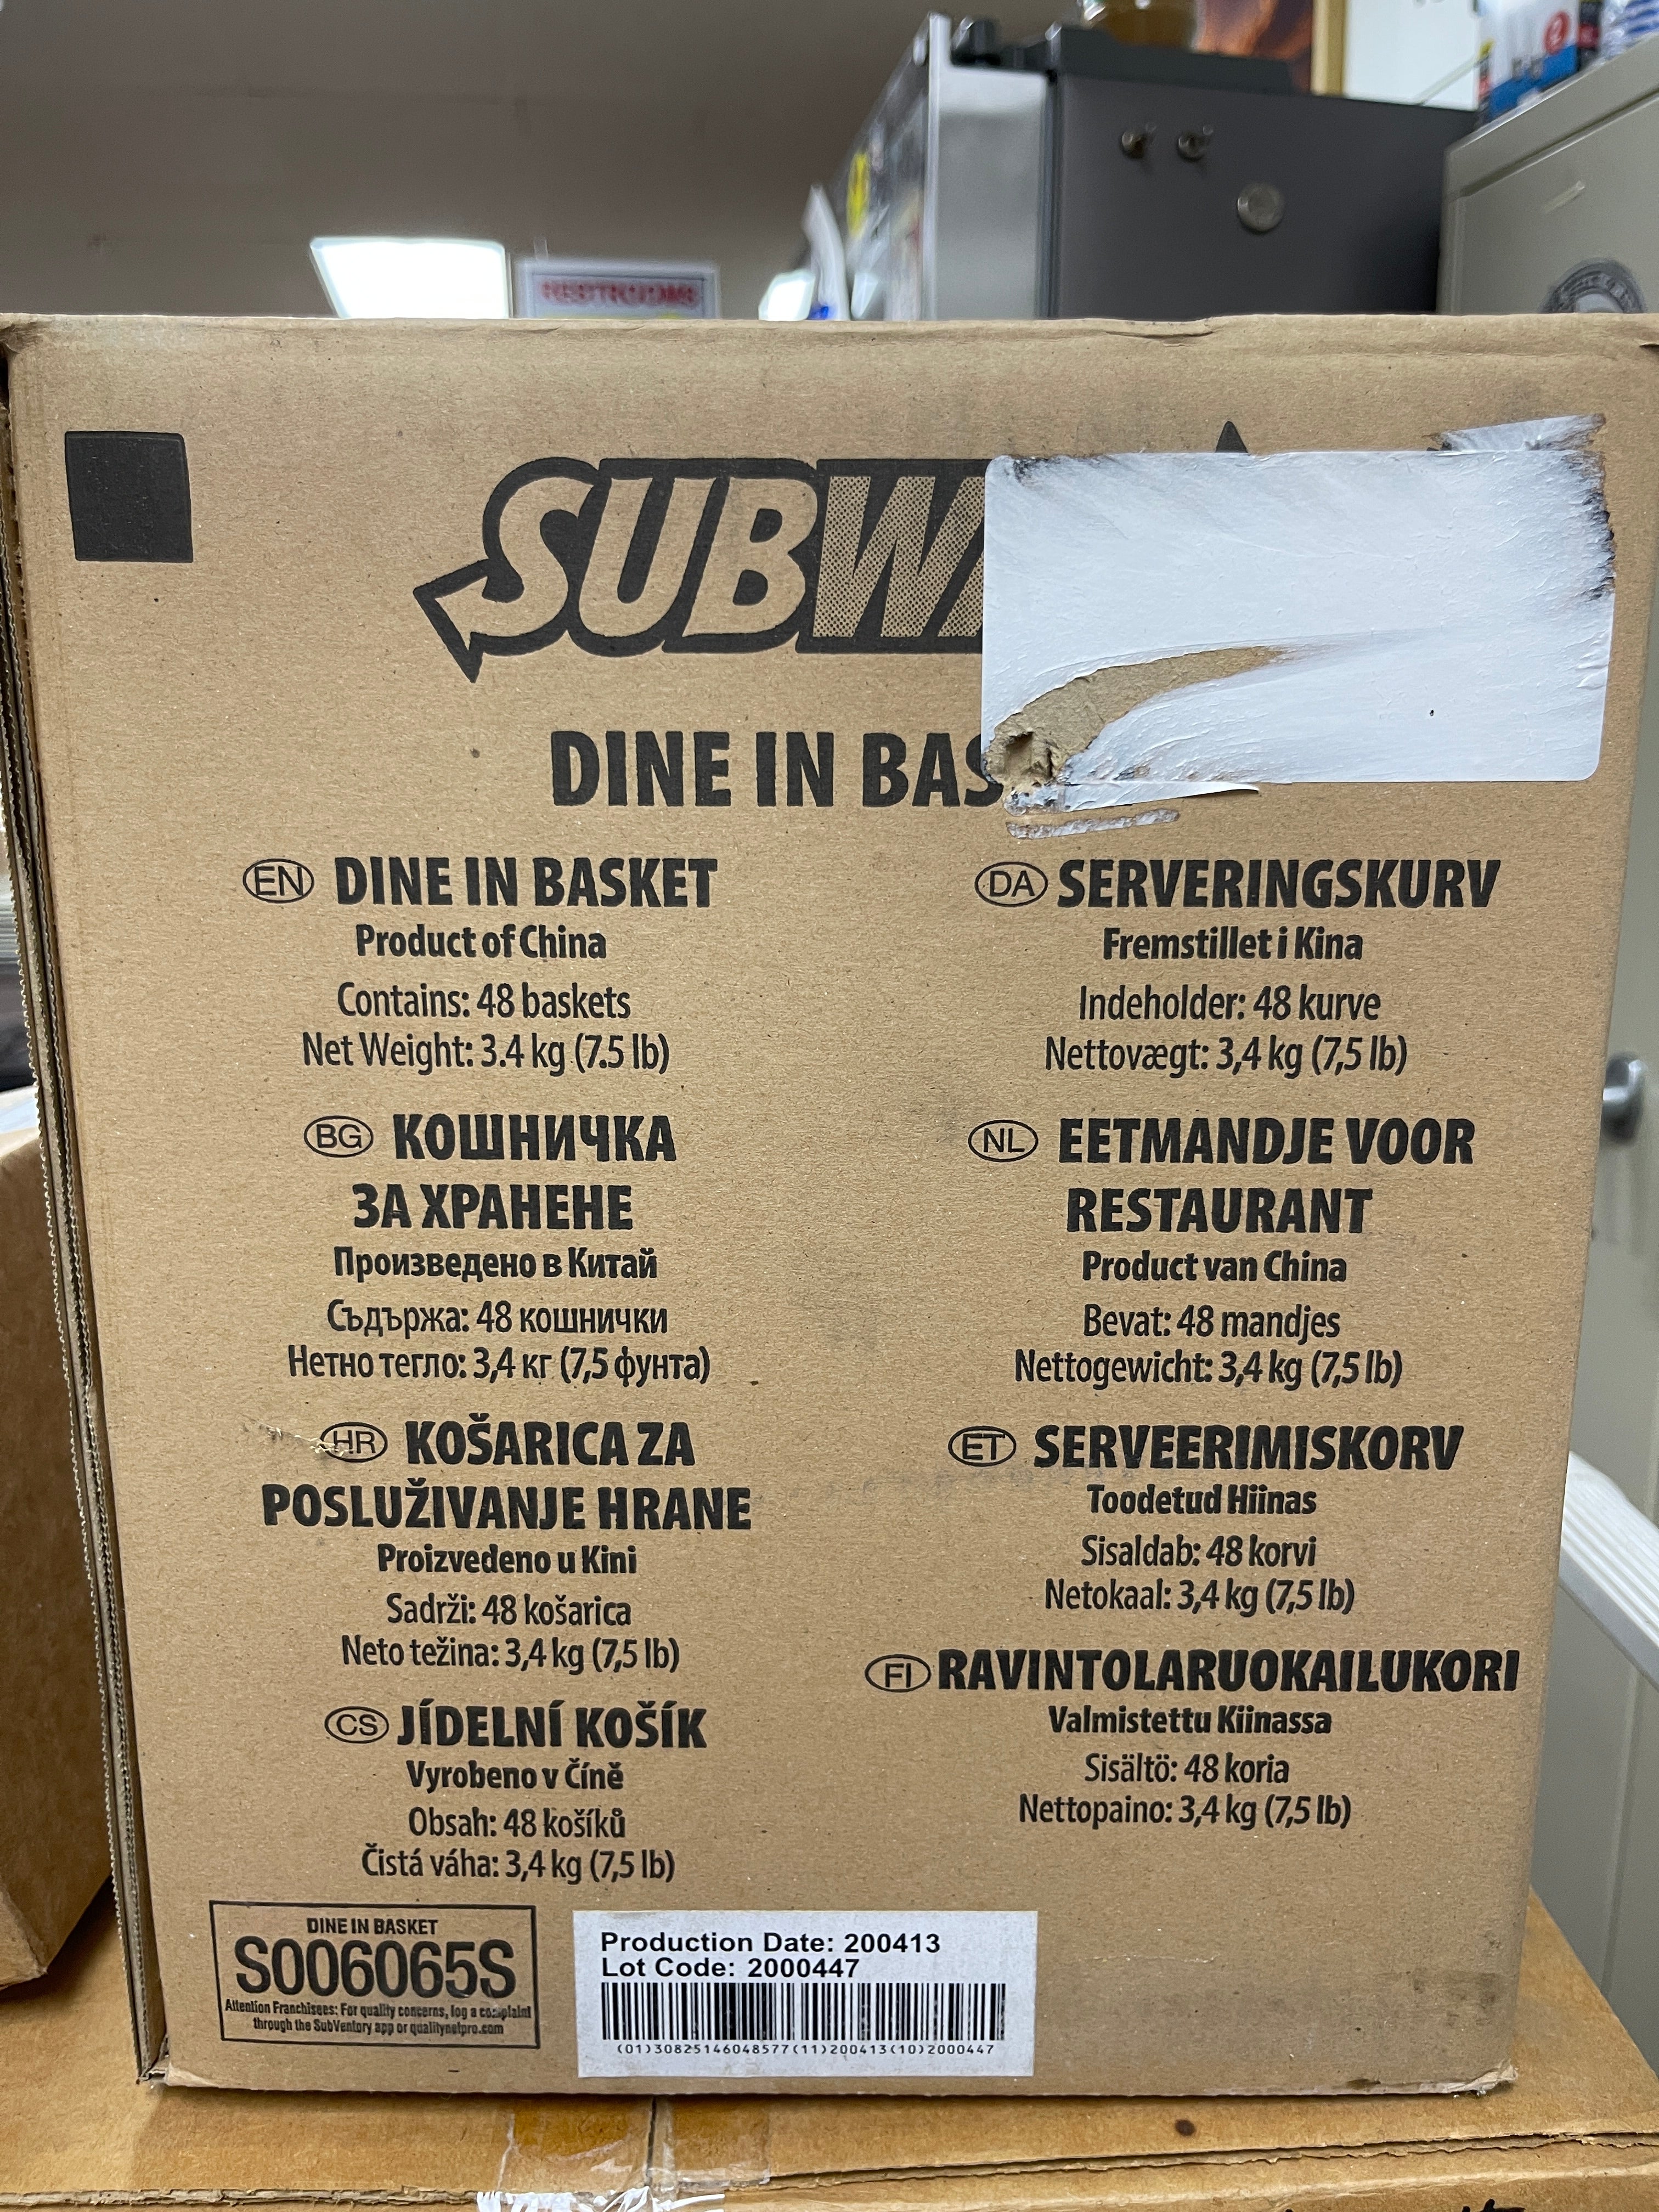 RESTROOMS
SUBWA
DINE IN BAS
EN DINE IN BASKET
Product of China
Contains: 48 baskets
Net Weight: 3.4 kg (7.5 lb)
BG КОШНИЧКА
ЗА ХРАНЕНЕ
Произведено в Китай
Съдържа: 48 кошнички
Нетно тегло: 3,4 кг (7,5 фунта)
HR KOŠARICA ZA
POSLUŽIVANJE HRANE
Proizvedeno u Kini
Sadrži: 48 košarica
Neto težina: 3,4 kg (7,5 lb)
CS JÍDELNÍ KOŠÍK
Vyrobeno v Číně
Obsah: 48 košíků
Čistá váha: 3,4 kg (7,5 lb)
DA SERVERINGSKURV
Fremstillet i Kina
Indeholder: 48 kurve
Nettovægt: 3,4 kg (7,5 lb)
NL EETMANDJE VOOR
RESTAURANT
Product van China
Bevat: 48 mandjes
Nettogewicht: 3,4 kg (7,5 lb)
ET SERVEERIMISKORV
Toodetud Hiinas
Sisaldab: 48 korvi
Netokaal: 3,4 kg (7,5 lb)
FI RAVINTOLARUOKAILUKORI
Valmistettu Kiinassa
Sisältö: 48 koria
Nettopaino: 3,4 kg (7,5 lb)
DINE IN BASKET
S006065S
Attention Franchisees: For quality concerns, log a complaint
through the SubVentory app or qualitynetpro.com
Production Date: 200413
Lot Code: 2000447
(01)30825146048577(11)200413(10)2000447